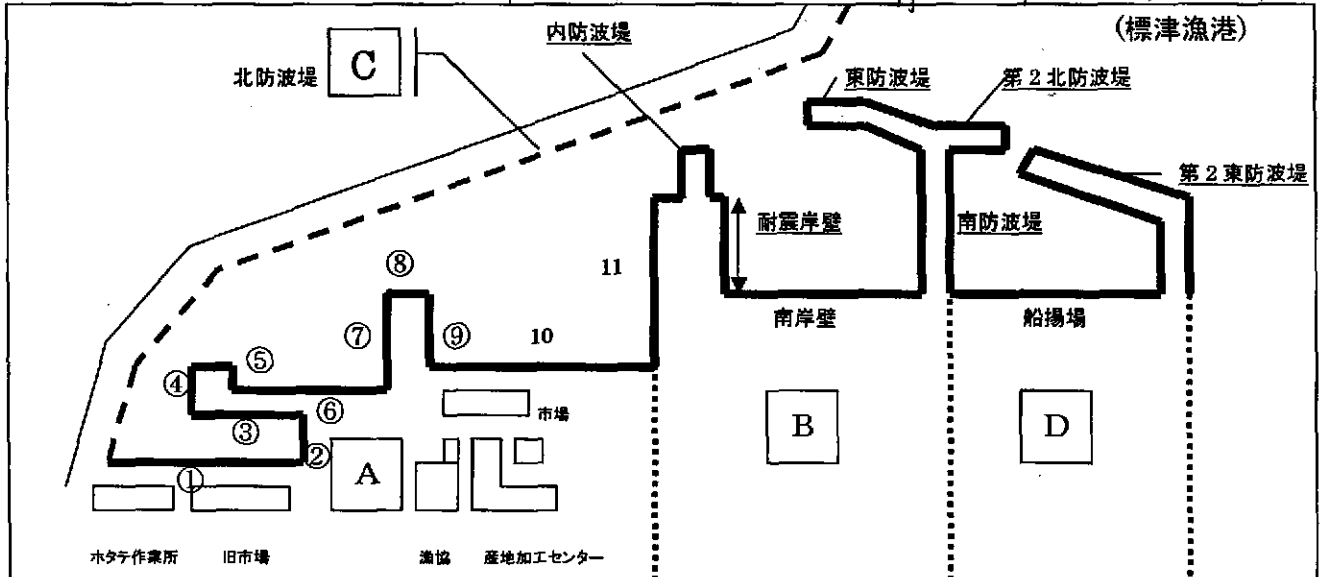 (標津漁港)
内防波堤
北防波堤
C
東防波堤
第2北防波堤
第2東防波堤
耐震岸壁
南防波堤
⑧
11
南岸壁
船揚場
⑦
⑨
10
⑤
④
⑥
市場
③
②
①
A
B
D
ホタテ作業所
旧市場
漁協
産地加工センター